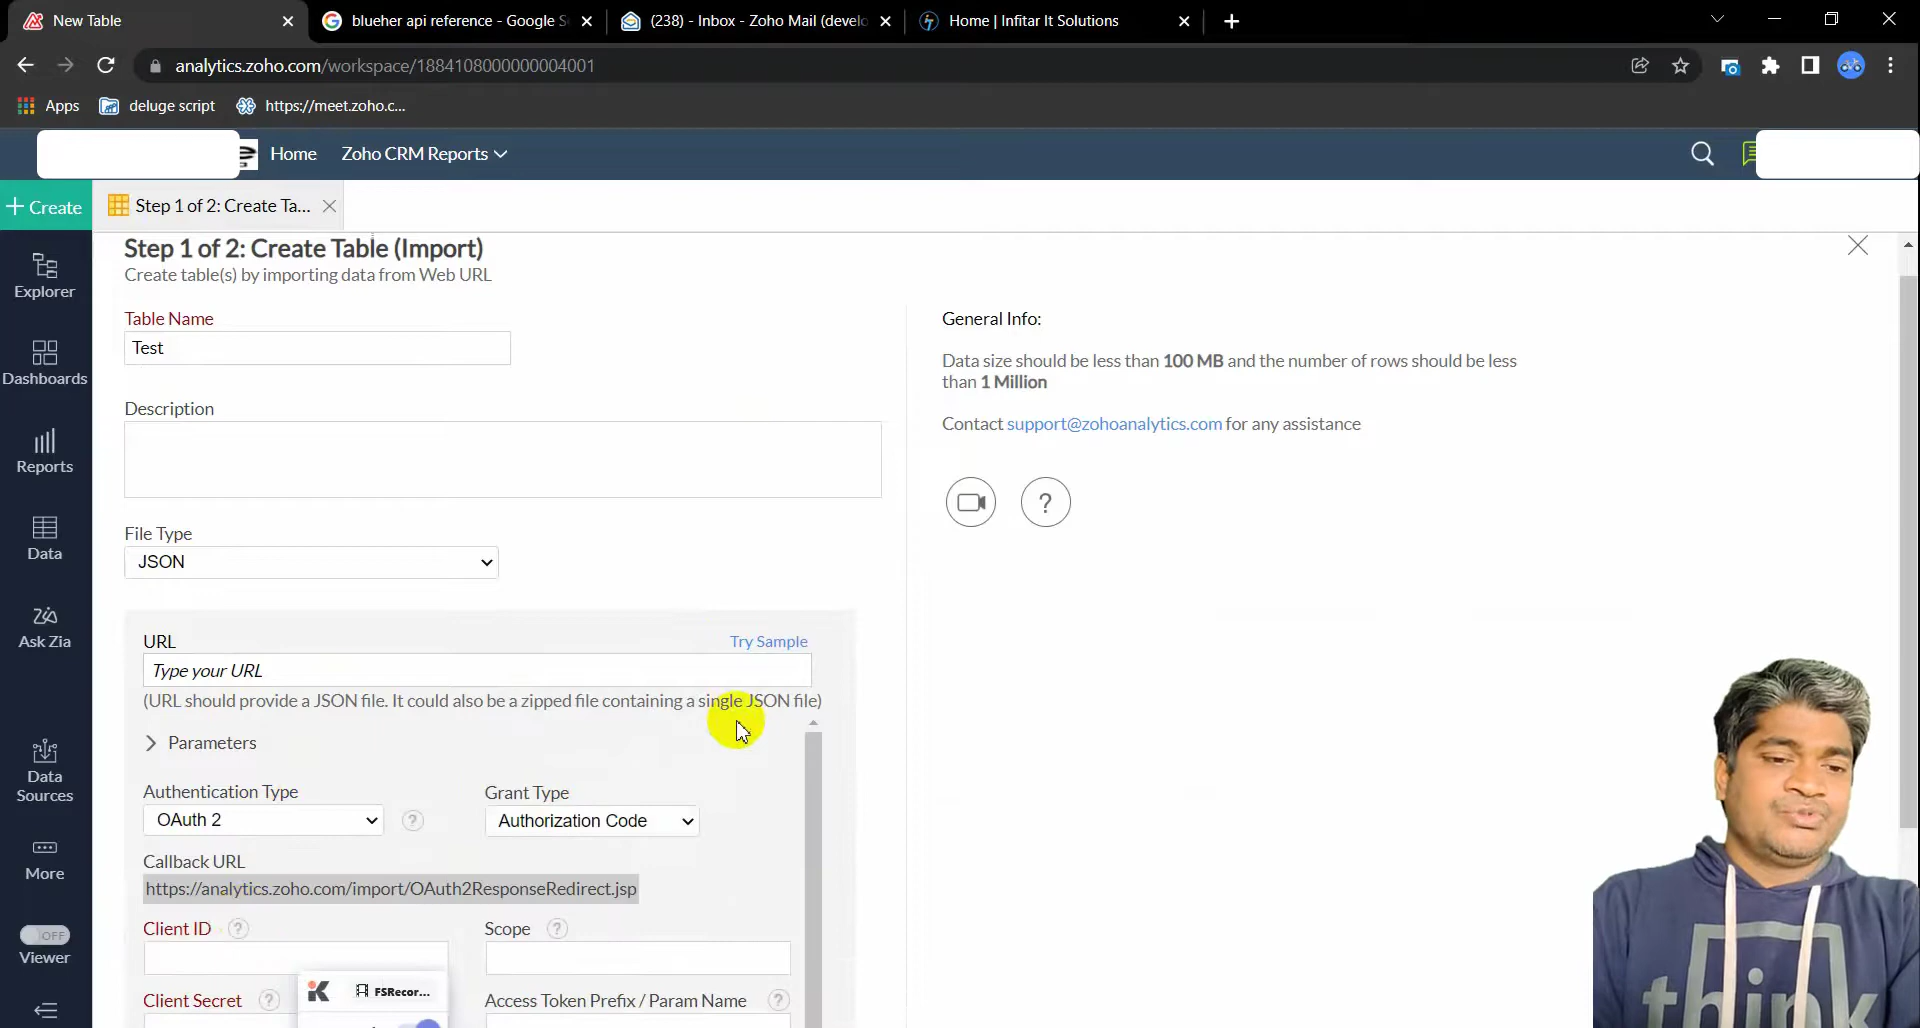 New Table
blueher api reference - Google S
(238) - Inbox - Zoho Mail (develo
Home | Infitar It Solutions
analytics.zoho.com/workspace/1884108000000004001
Apps
deluge script
https://meet.zoho.c...
Home
Zoho CRM Reports
+ Create
Step 1 of 2: Create Ta...
Explorer
Dashboards
Reports
Data
Ask Zia
Data Sources
More
OFF
Viewer
Step 1 of 2: Create Table (Import)
Create table(s) by importing data from Web URL
Table Name
Test
Description
File Type
JSON
URL
Try Sample
Type your URL
(URL should provide a JSON file. It could also be a zipped file containing a single JSON file)
Parameters
Authentication Type
Grant Type
OAuth 2
?
Authorization Code
Callback URL
https://analytics.zoho.com/import/OAuth2ResponseRedirect.jsp
Client ID ?
Scope ?
Client Secret ?
FSRecor...
Access Token Prefix / Param Name ?
General Info:
Data size should be less than 100 MB and the number of rows should be less
than 1 Million
Contact support@zohoanalytics.com for any assistance
?
think